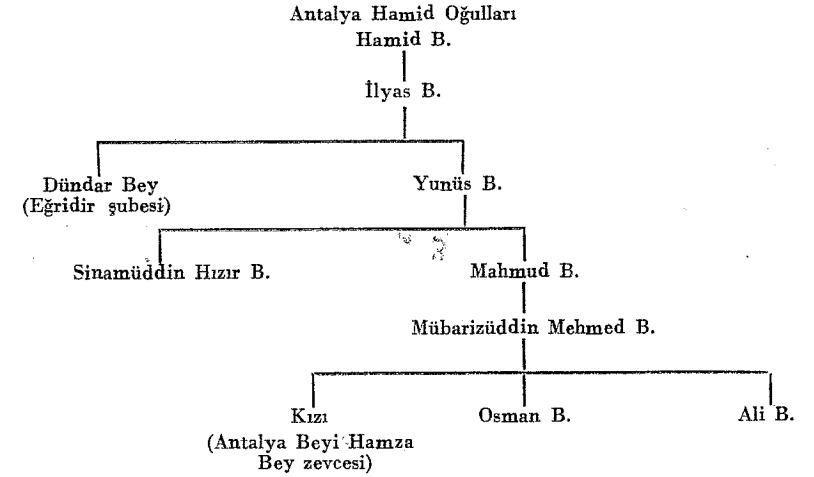 Antalya Hamid Oğulları
Hamid B.
İlyas B.
Dündar Bey
(Eğridir şubesi)
Yunüs B.
Sinamüddin Hızır B.
Mahmud B.
Mübarizüddin Mehmed B.
Kızı
(Antalya Beyi Hamza
Bey zevcesi)
Osman B.
Ali B.